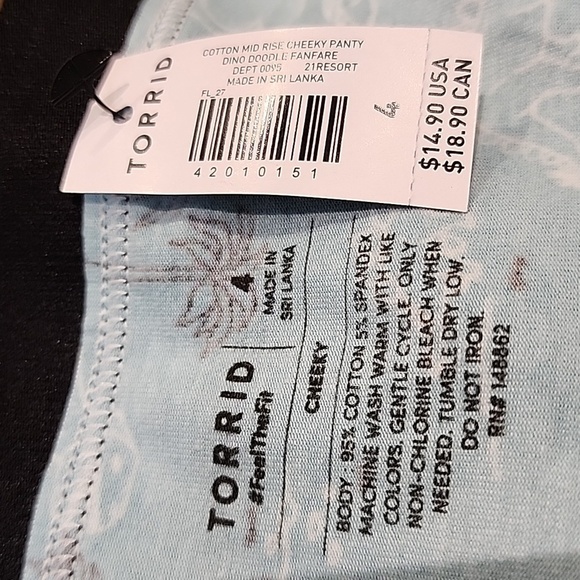 TORRID
COTTON MID RISE CHEEKY PANTY
DINO DOODLE FANFARE
DEPT 0095 21RESORT
MADE IN SRI LANKA
FL_27
42010151
4
$14.90 USA
$18.90 CAN
TORRID
#FeelTheFit
4
MADE IN
SRI LANKA
CHEEKY
BODY : 95% COTTON 5% SPANDEX
MACHINE WASH WARM WITH LIKE
COLORS. GENTLE CYCLE. ONLY
NON-CHLORINE BLEACH WHEN
NEEDED. TUMBLE DRY LOW.
DO NOT IRON.
RN# 148862